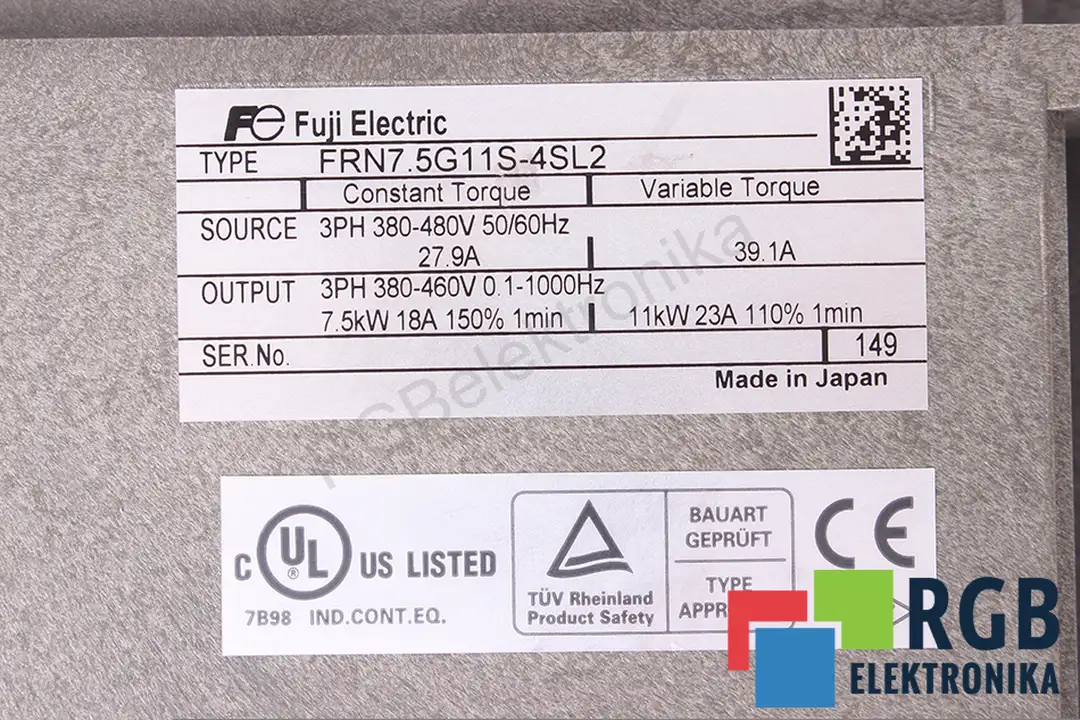 Fe Fuji Electric
TYPE FRN7.5G11S-4SL2
Constant Torque Variable Torque
SOURCE 3PH 380-480V 50/60Hz
27.9A 39.1A
OUTPUT 3PH 380-460V 0.1-1000Hz
7.5kW 18A 150% 1min 11kW 23A 110% 1min
SER.No. 149
Made in Japan
RGBelektronika
C UL ® US LISTED
7B98 IND.CONT.EQ.
TÜV Rheinland
Product Safety
BAUART
GEPRÜFT
TYPE
CE
RGB
ELEKTRONIKA